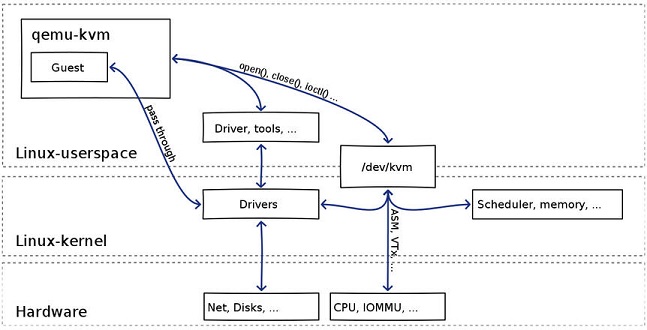 qemu-kvm
Guest
open(), close(), ioctl() ...
pass through
Driver, tools, ...
Linux-userspace
/dev/kvm
Drivers
Scheduler, memory, ...
ASM, VTx, ...
Linux-kernel
Hardware
Net, Disks, ...
CPU, IOMMU, ...